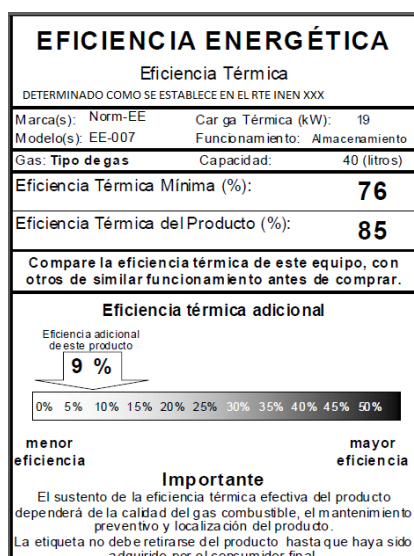 EFICIENCIA ENERGÉTICA
Eficiencia Térmica
DETERMINADO COMO SE ESTABLECE EN EL RTE INEN XXX
Marca(s): Norm-EE Carga Térmica (kW): 19
Modelo(s): EE-007 Funcionamiento: Almacenamiento
Gas: Tipo de gas Capacidad: 40 (litros)
Eficiencia Térmica Mínima (%): 76
Eficiencia Térmica del Producto (%): 85
Compare la eficiencia térmica de este equipo, con
otros de similar funcionamiento antes de comprar.
Eficiencia térmica adicional
Eficiencia adicional
de este producto
9 %
0% 5% 10% 15% 20% 25% 30% 35% 40% 45% 50%
menor mayor
eficiencia eficiencia
Importante
El sustento de la eficiencia térmica efectiva del producto
dependerá de la calidad del gas combustible, el mantenimiento
preventivo y localización del producto.
La etiqueta no debe retirarse del producto hasta que haya sido
adquirido por el consumidor final